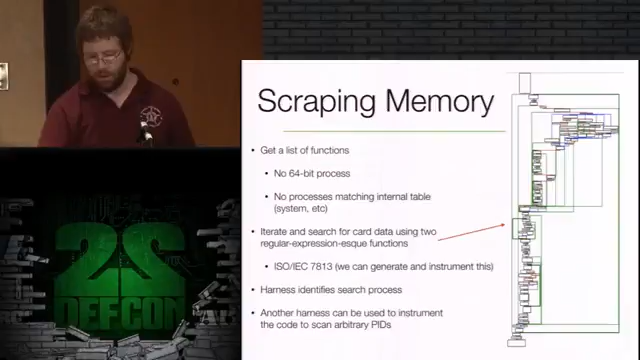 Scraping Memory
• Get a list of functions
• No 64-bit process
• No processes matching internal table
(system, etc)
• Iterate and search for card data using two
regular-expression-esque functions
• ISO/IEC 7813 (we can generate and instrument this)
• Harness identifies search process
• Another harness can be used to instrument
the code to scan arbitrary PIDs
22
DEFCON